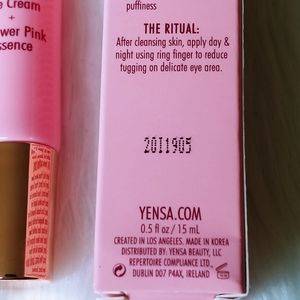 Cream
+
Pink
essence
puffiness
THE RITUAL:
After cleansing skin, apply day &
night using ring finger to reduce
tugging on delicate eye area.
2011905
YENSA.COM
0.5 fl oz / 15 mL
CREATED IN LOS ANGELES. MADE IN KOREA
DISTRIBUTED BY: YENSA BEAUTY, LLC
REPERTOIRE COMPLIANCE LTD.
DUBLIN D07 P4AX, IRELAND